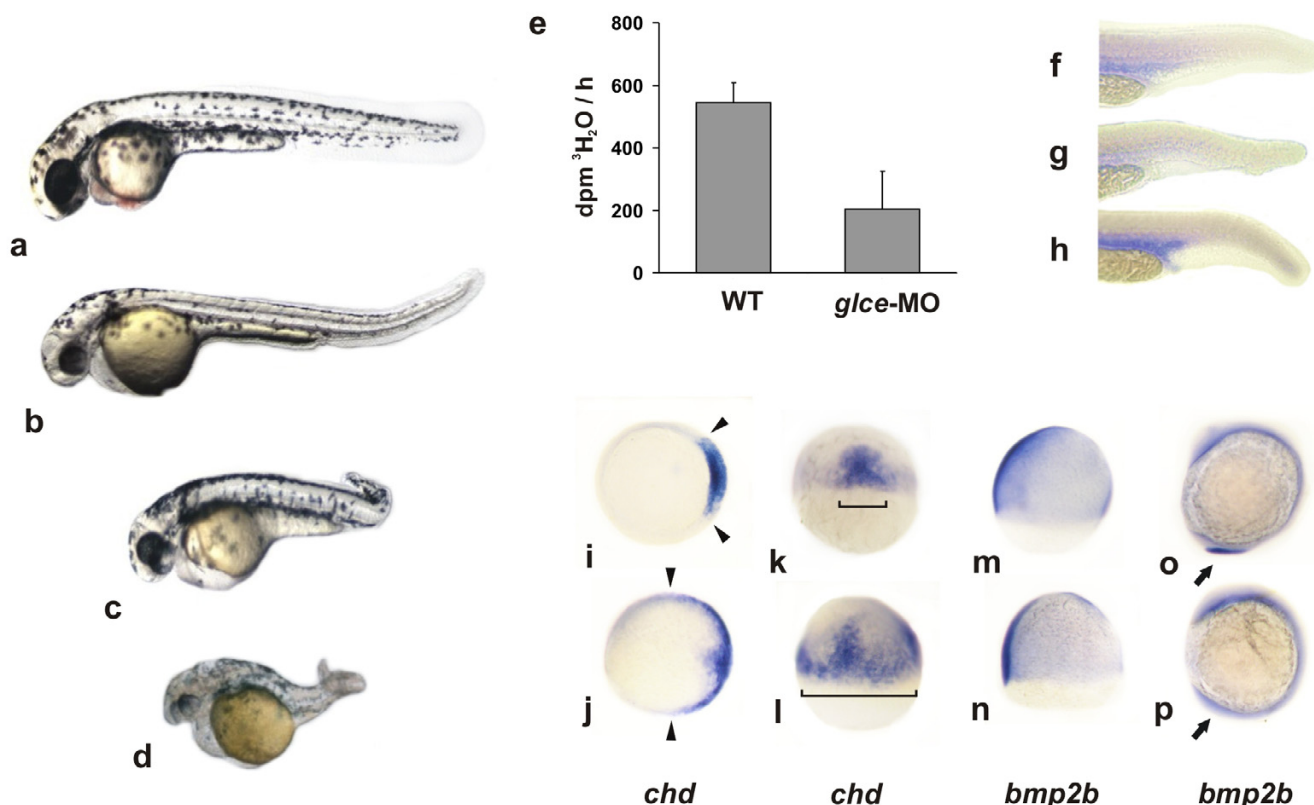 a
b
c
d
e
800
600
400
200
0
dpm ³H₂O / h
WT glce-MO
f
g
h
i k m o
j l n p
chd chd bmp2b bmp2b